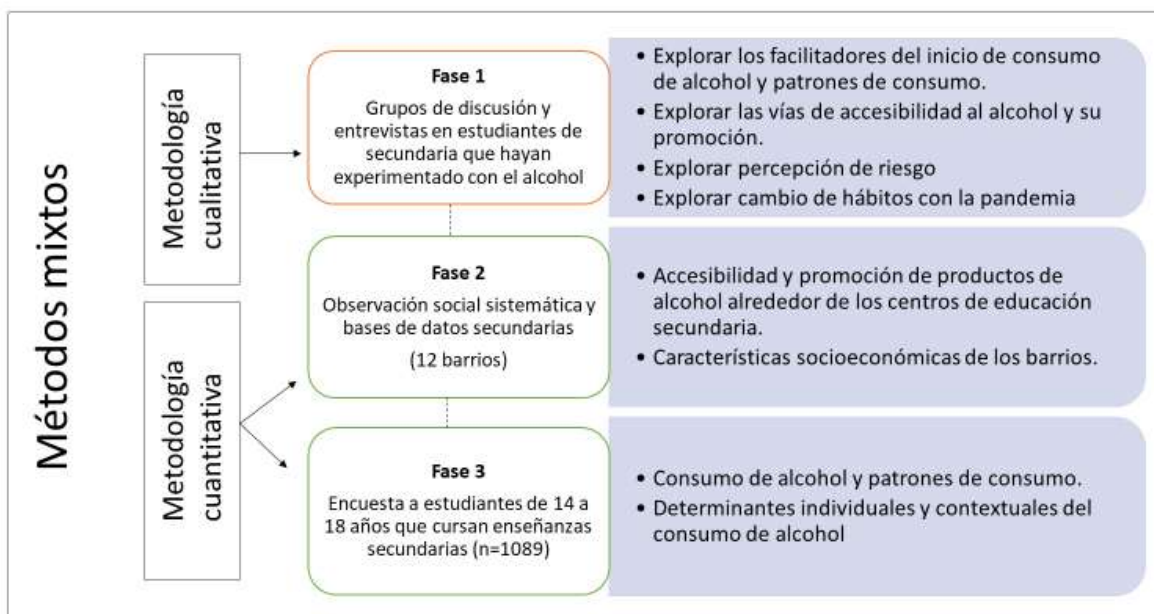 Métodos mixtos
Metodología
cualitativa
Fase 1
Grupos de discusión y
entrevistas en estudiantes de
secundaria que hayan
experimentado con el alcohol
• Explorar los facilitadores del inicio de consumo
de alcohol y patrones de consumo.
• Explorar las vías de accesibilidad al alcohol y su
promoción.
• Explorar percepción de riesgo
• Explorar cambio de hábitos con la pandemia
Metodología
cuantitativa
Fase 2
Observación social sistemática y
bases de datos secundarias
(12 barrios)
• Accesibilidad y promoción de productos de
alcohol alrededor de los centros de educación
secundaria.
• Características socioeconómicas de los barrios.
Fase 3
Encuesta a estudiantes de 14 a
18 años que cursan enseñanzas
secundarias (n=1089)
• Consumo de alcohol y patrones de consumo.
• Determinantes individuales y contextuales del
consumo de alcohol